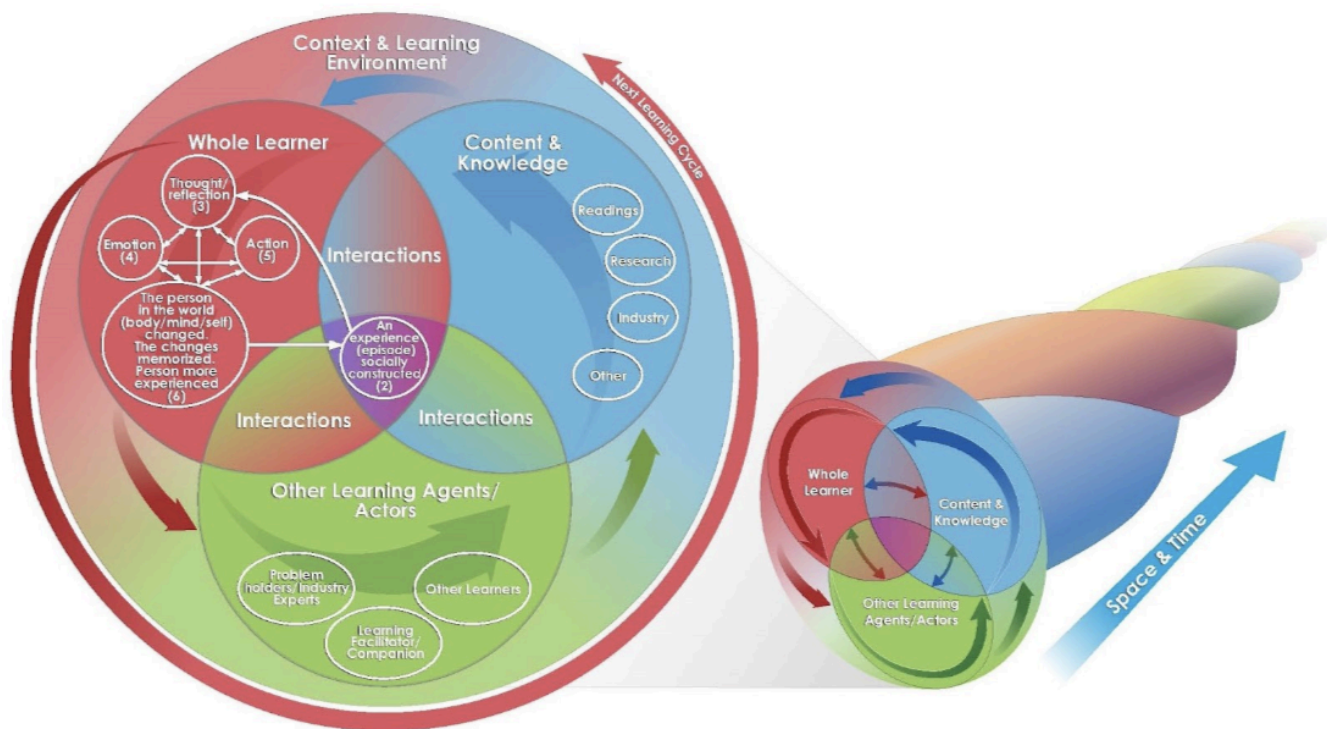 Context & Learning
Environment
Next Learning Cycle
Whole Learner
Thought/
reflection
(3)
Emotion
(4)
Action
(5)
The person
in the world
(body/mind/self)
changed.
The changes
memorized.
Person more
experienced
(6)
Content &
Knowledge
Readings
Research
Industry
Other
Interactions
An
experience
(episode)
socially
constructed
(2)
Interactions
Interactions
Other Learning Agents/
Actors
Problem
holders/Industry
Experts
Other Learners
Learning
Facilitator/
Companion
Whole
Learner
Content &
Knowledge
Other Learning
Agents/Actors
Space & Time